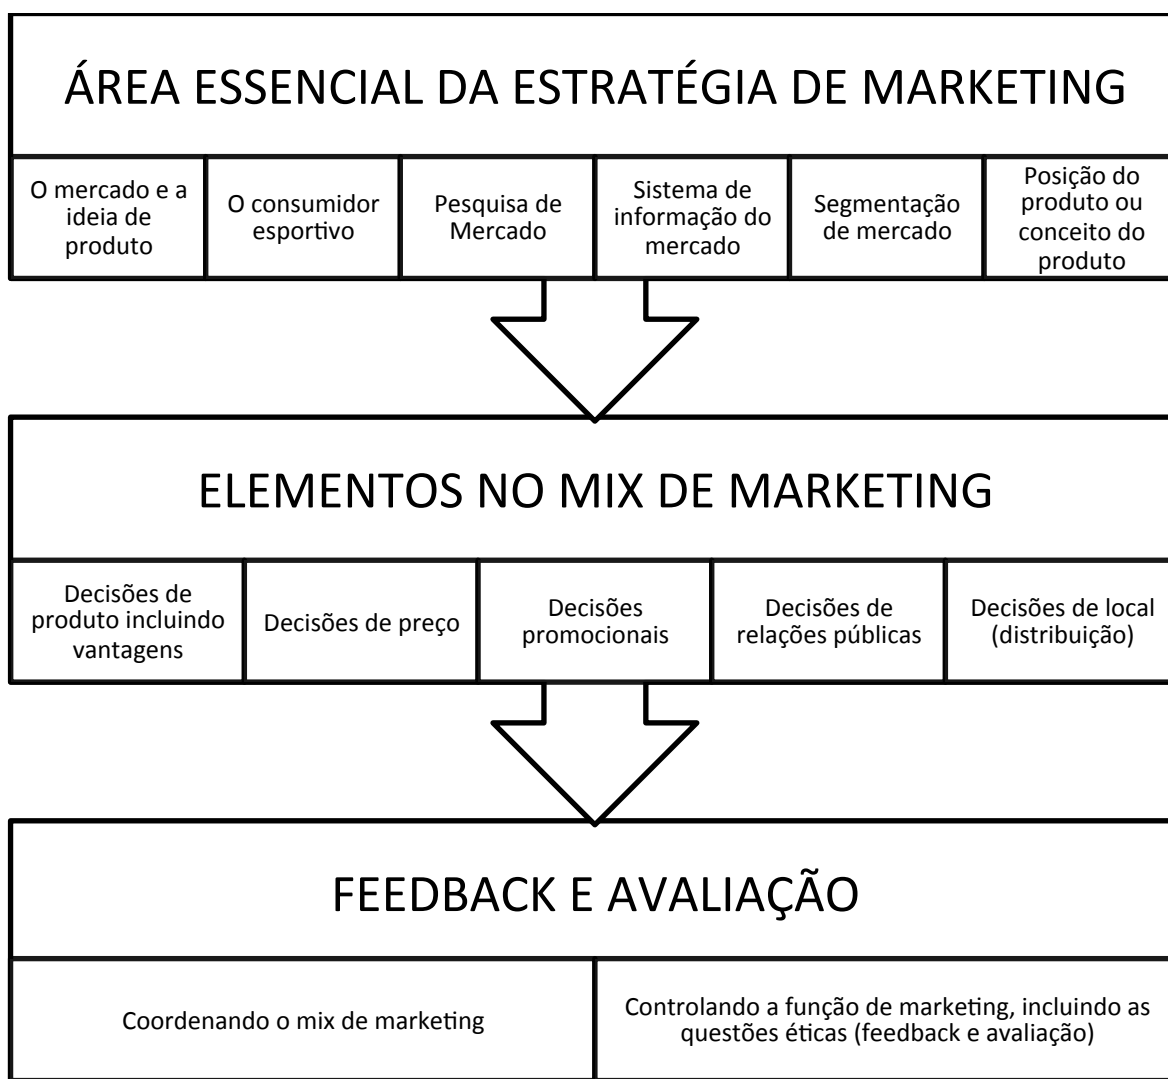 ÁREA ESSENCIAL DA ESTRATÉGIA DE MARKETING
O mercado e a
ideia de
produto
O consumidor
esportivo
Pesquisa de
Mercado
Sistema de
informação do
mercado
Segmentação
de mercado
Posição do
produto ou
conceito do
produto
ELEMENTOS NO MIX DE MARKETING
Decisões de
produto incluindo
vantagens
Decisões de preço
Decisões
promocionais
Decisões de
relações públicas
Decisões de local
(distribuição)
FEEDBACK E AVALIAÇÃO
Coordenando o mix de marketing
Controlando a função de marketing, incluindo as
questões éticas (feedback e avaliação)